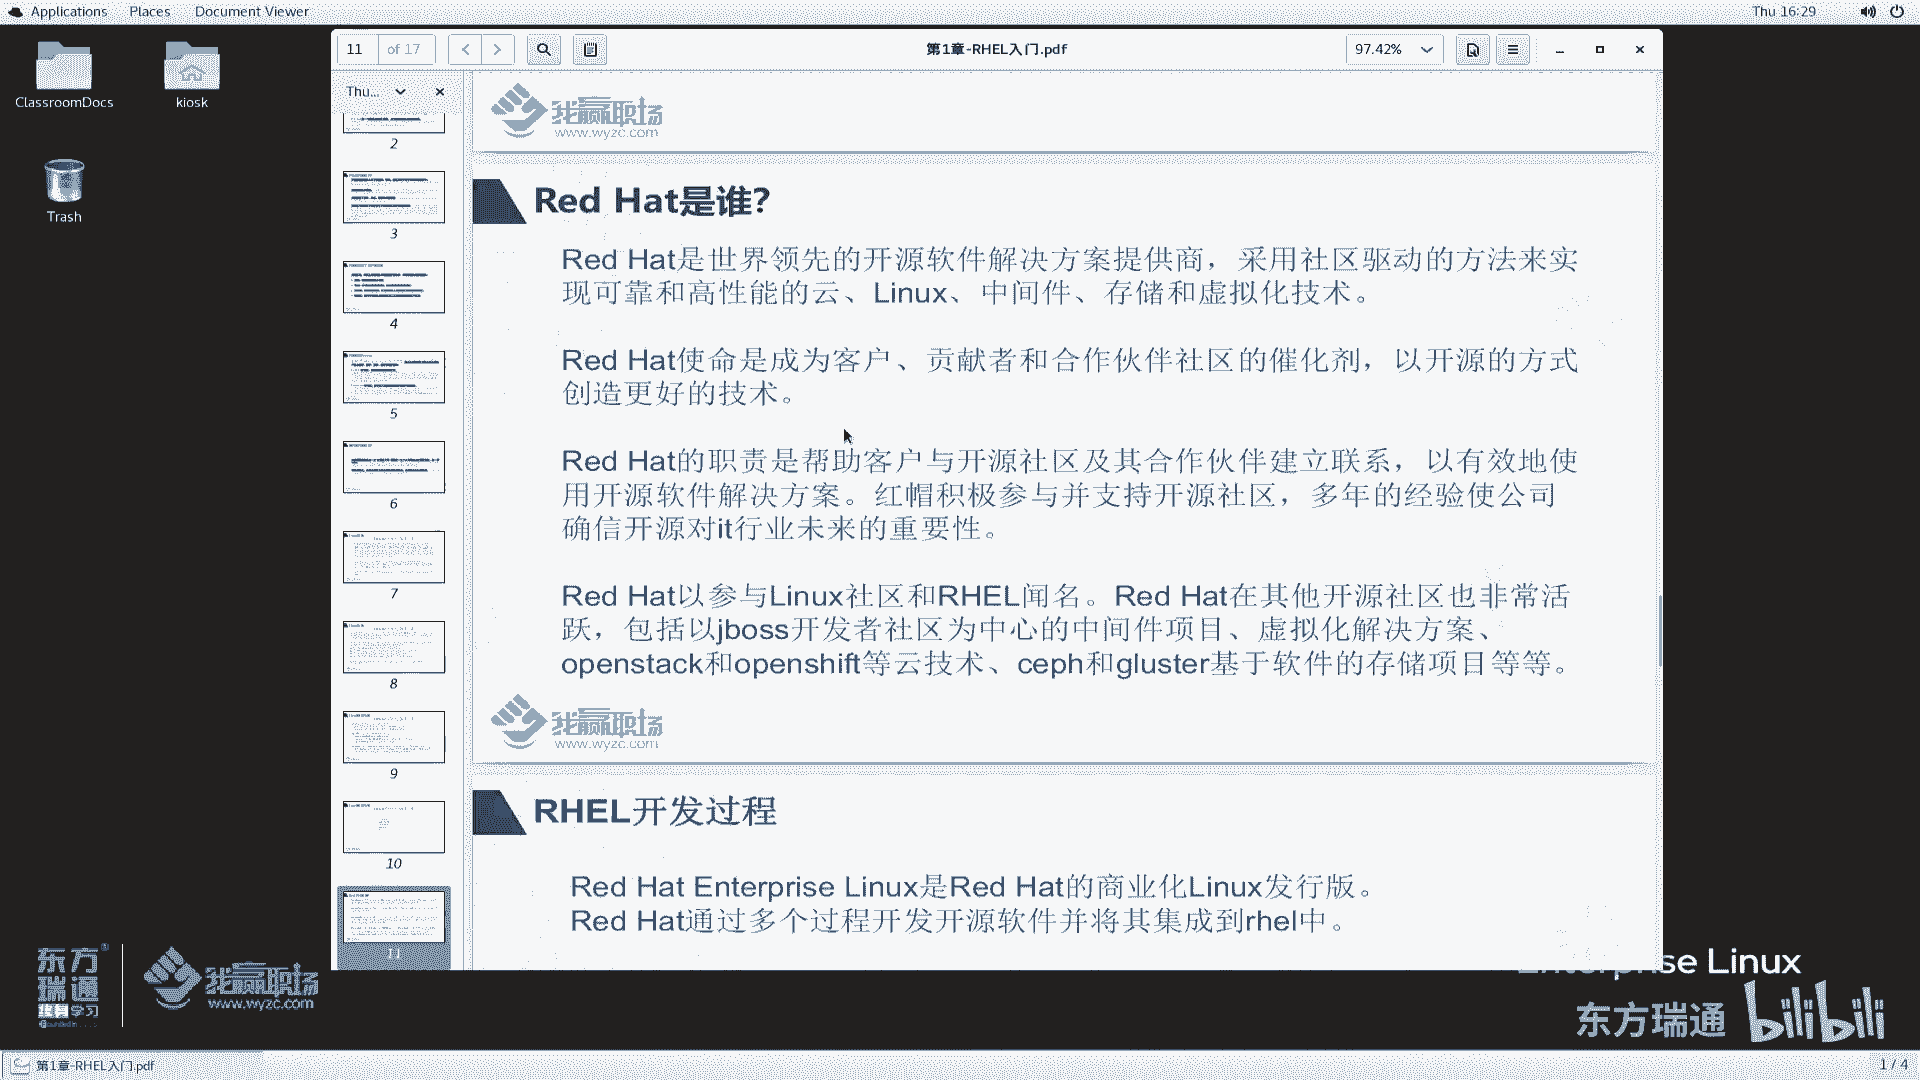 Applications Places Document Viewer
Thu 16:29
ClassroomDocs
kiosk
Trash
11 of 17
第1章-RHEL入门.pdf
97.42%
Thu...
2
3
4
5
6
7
8
9
10
11
我赢职场
www.wyzc.com
Red Hat是谁?
Red Hat是世界领先的开源软件解决方案提供商，采用社区驱动的方法来实
现可靠和高性能的云、Linux、中间件、存储和虚拟化技术。
Red Hat使命是成为客户、贡献者和合作伙伴社区的催化剂，以开源的方式
创造更好的技术。
Red Hat的职责是帮助客户与开源社区及其合作伙伴建立联系，以有效地使
用开源软件解决方案。红帽积极参与并支持开源社区，多年的经验使公司
确信开源对it行业未来的重要性。
Red Hat以参与Linux社区和RHEL闻名。Red Hat在其他开源社区也非常活
跃，包括以jboss开发者社区为中心的中间件项目、虚拟化解决方案、
openstack和openshift等云技术、ceph和gluster基于软件的存储项目等等。
我赢职场
www.wyzc.com
RHEL开发过程
Red Hat Enterprise Linux是Red Hat的商业化Linux发行版。
Red Hat通过多个过程开发开源软件并将其集成到rhel中。
东方
瑞通
学习
我赢职场
www.wyzc.com
Enterprise Linux
东方瑞通
bilibili
第1章-RHEL入门.pdf
1 / 4